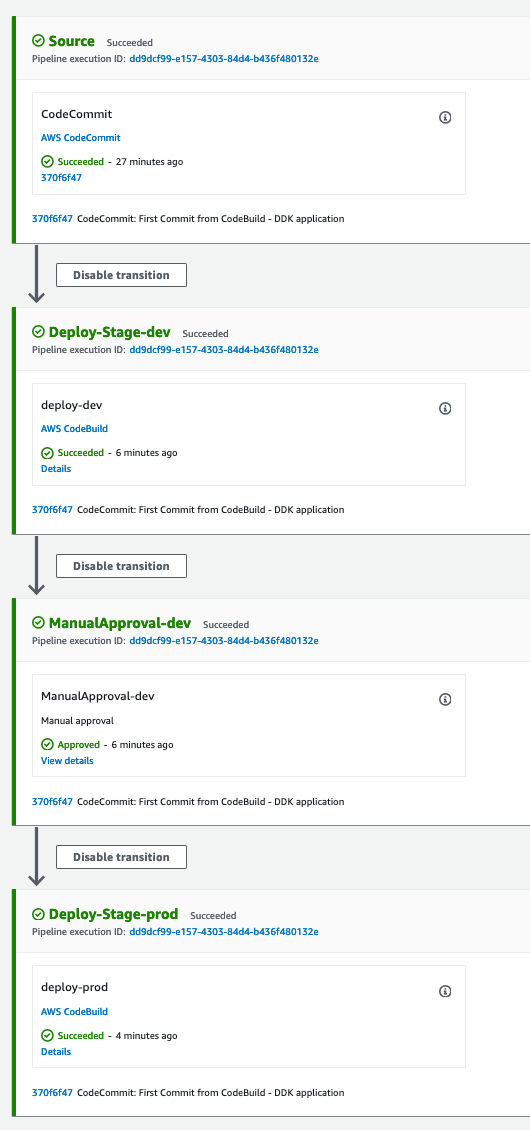 Source Succeeded
Pipeline execution ID: dd9dcf99-e157-4303-84d4-b436f480132e
CodeCommit
AWS CodeCommit
Succeeded - 27 minutes ago
370f6f47
370f6f47 CodeCommit: First Commit from CodeBuild - DDK application
Disable transition
Deploy-Stage-dev Succeeded
Pipeline execution ID: dd9dcf99-e157-4303-84d4-b436f480132e
deploy-dev
AWS CodeBuild
Succeeded - 6 minutes ago
Details
370f6f47 CodeCommit: First Commit from CodeBuild - DDK application
Disable transition
ManualApproval-dev Succeeded
Pipeline execution ID: dd9dcf99-e157-4303-84d4-b436f480132e
ManualApproval-dev
Manual approval
Approved - 6 minutes ago
View details
370f6f47 CodeCommit: First Commit from CodeBuild - DDK application
Disable transition
Deploy-Stage-prod Succeeded
Pipeline execution ID: dd9dcf99-e157-4303-84d4-b436f480132e
deploy-prod
AWS CodeBuild
Succeeded - 4 minutes ago
Details
370f6f47 CodeCommit: First Commit from CodeBuild - DDK application